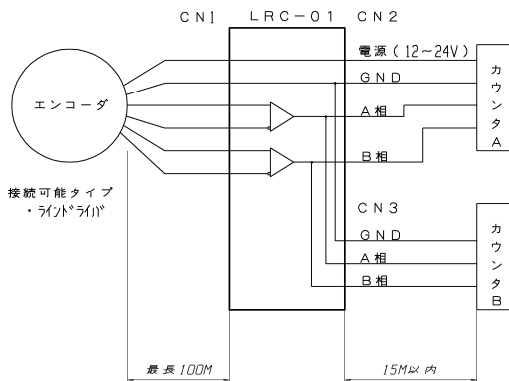 CN1 LRC-01 CN2
電源(12~24V)
GND
A相
B相
カウンタA
エンコーダ
接続可能タイプ
・ラインドライバ
CN3
GND
A相
B相
カウンタB
最長100M
15M以内